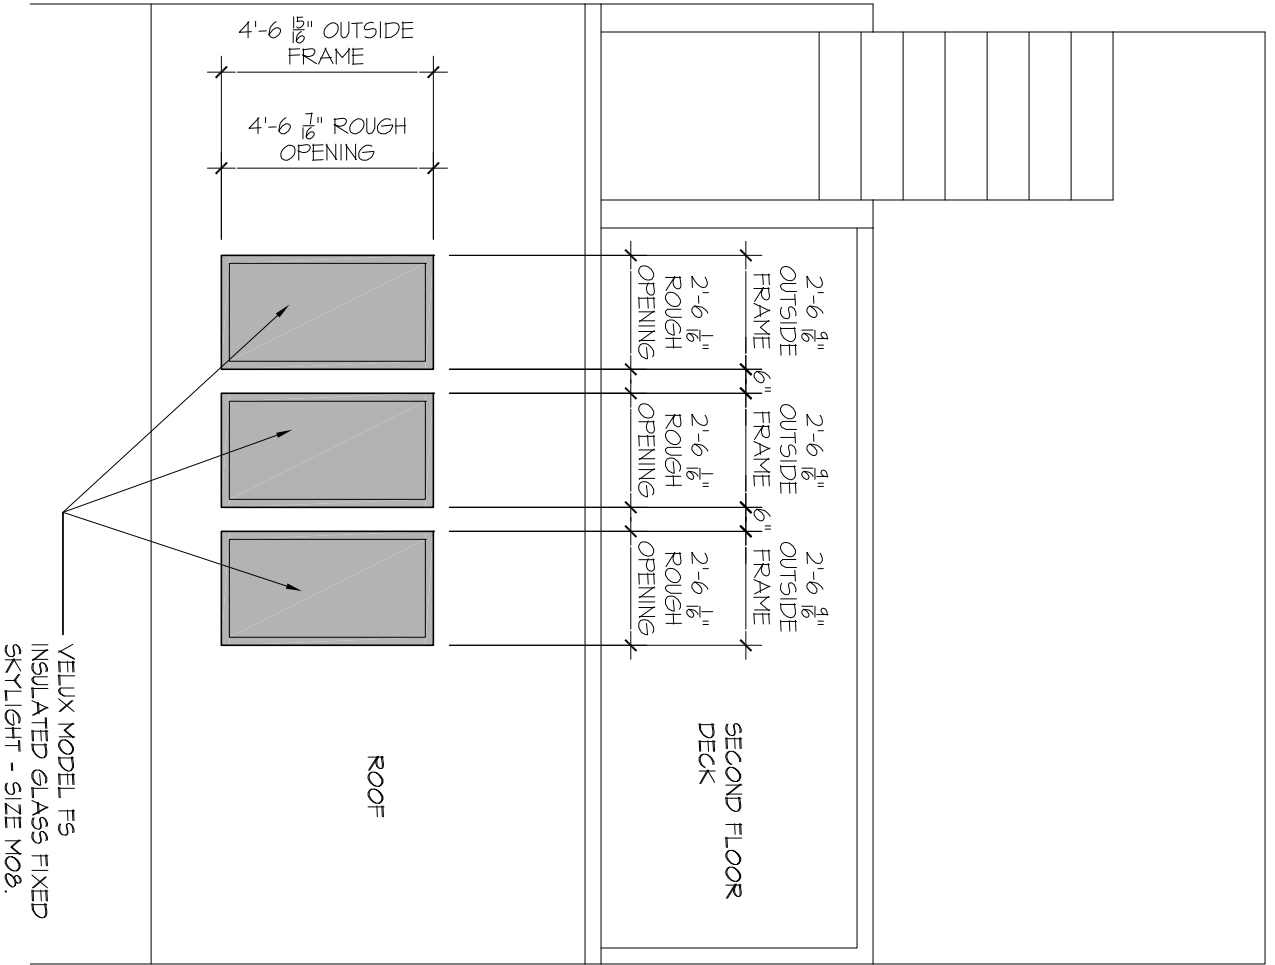 4'-6 15/16" OUTSIDE
FRAME
4'-6 7/16" ROUGH
OPENING
2'-6 9/16"
OUTSIDE
FRAME
2'-6 1/16"
ROUGH
OPENING
6"
2'-6 9/16"
OUTSIDE
FRAME
2'-6 1/16"
ROUGH
OPENING
6"
2'-6 9/16"
OUTSIDE
FRAME
2'-6 1/16"
ROUGH
OPENING
SECOND FLOOR
DECK
ROOF
VELUX MODEL FS
INSULATED GLASS FIXED
SKYLIGHT - SIZE M08.